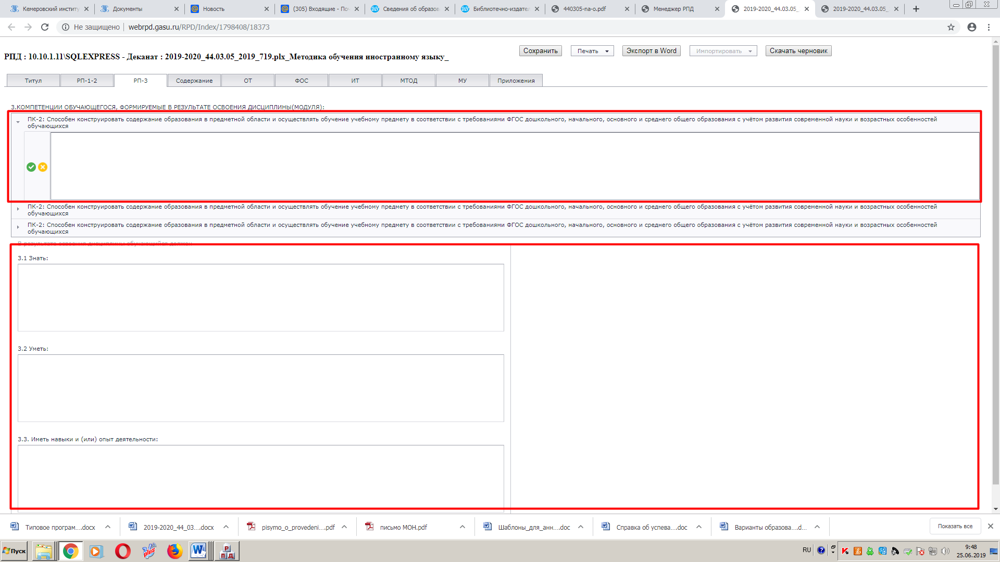 Кемеровский институ
Документы
Новость
(305) Входящие - По
Сведения об образов
Библиотечно-издател
440305-na-o.pdf
Менеджер РПД
2019-2020_44.03.05_
2019-2020_44.03.05_
Не защищено
webrpd.gasu.ru/RPD/Index/1798408/18373
РПД : 10.10.1.11\SQLEXPRESS - Деканат : 2019-2020_44.03.05_2019_719.plx_Методика обучения иностранному языку_
Сохранить
Печать
Экспорт в Word
Импортировать
Скачать черновик
Титул
РП-1-2
РП-3
Содержание
ОТ
ФОС
ИТ
МТОД
МУ
Приложения
3.КОМПЕТЕНЦИИ ОБУЧАЮЩЕГОСЯ, ФОРМИРУЕМЫЕ В РЕЗУЛЬТАТЕ ОСВОЕНИЯ ДИСЦИПЛИНЫ(МОДУЛЯ):
ПК-2: Способен конструировать содержание образования в предметной области и осуществлять обучение учебному предмету в соответствии с требованиями ФГОС дошкольного, начального, основного и среднего общего образования с учётом развития современной науки и возрастных особенностей
обучающихся
ПК-2: Способен конструировать содержание образования в предметной области и осуществлять обучение учебному предмету в соответствии с требованиями ФГОС дошкольного, начального, основного и среднего общего образования с учётом развития современной науки и возрастных особенностей
обучающихся
ПК-2: Способен конструировать содержание образования в предметной области и осуществлять обучение учебному предмету в соответствии с требованиями ФГОС дошкольного, начального, основного и среднего общего образования с учётом развития современной науки и возрастных особенностей
обучающихся
В результате освоения дисциплины обучающийся должен
3.1 Знать:
3.2 Уметь:
3.3. Иметь навыки и (или) опыт деятельности:
Типовое програм....docx
2019-2020_44_03....docx
pisymo_o_provedeni....pdf
письмо МОН.pdf
Шаблоны_для_анн....doc
Справка об успева....doc
Варианты образова....d...
Показать все
Пуск
plus
РПД
RU
9:48
25.06.2019